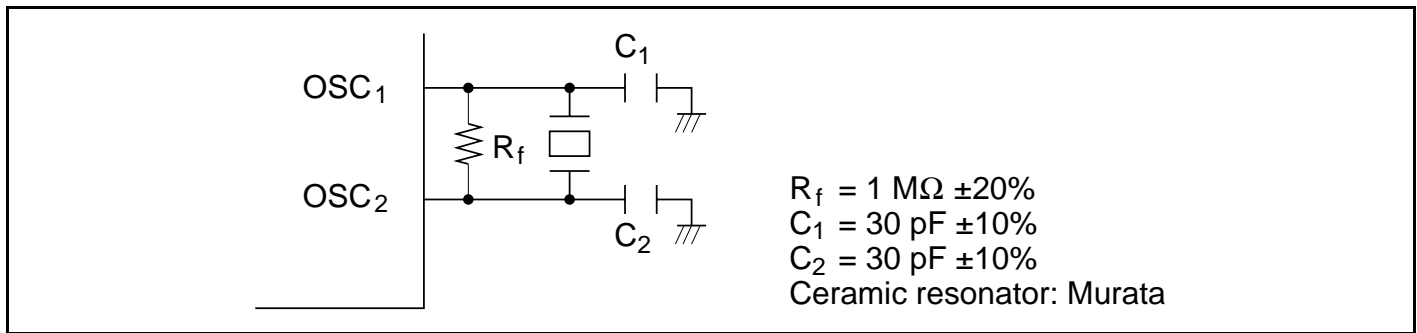 C1
OSC1
Rf
OSC2
C2
Rf = 1 MΩ ±20%
C1 = 30 pF ±10%
C2 = 30 pF ±10%
Ceramic resonator: Murata